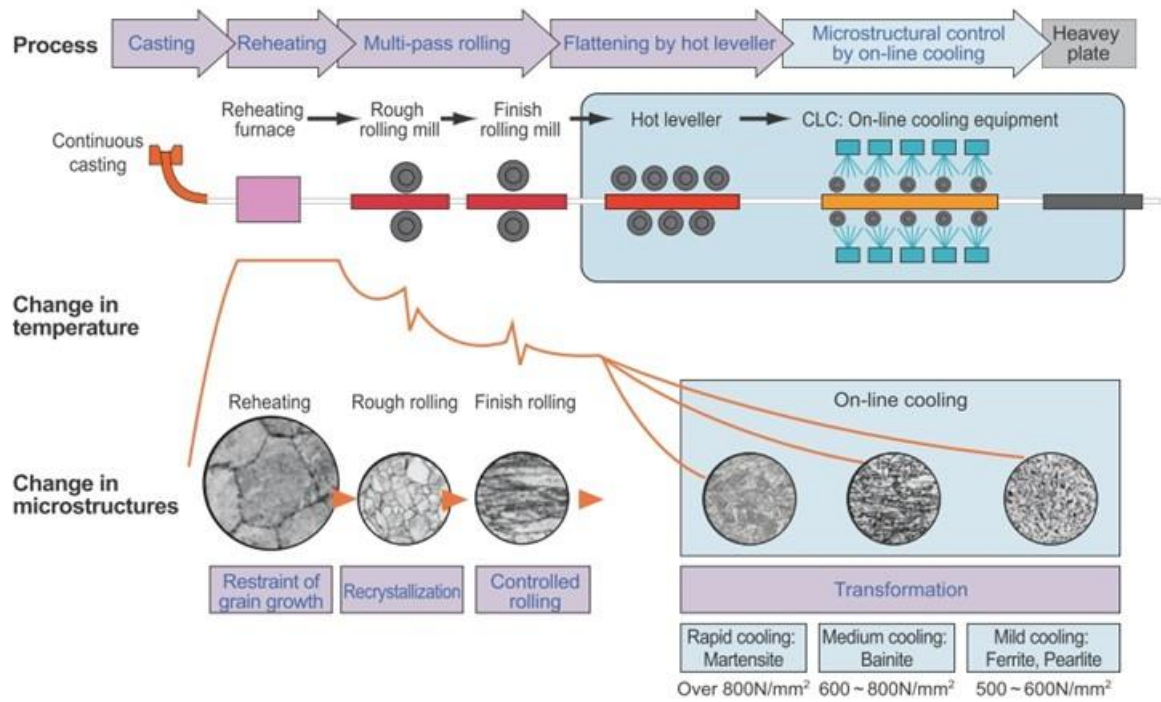 Process
Casting
Reheating
Multi-pass rolling
Flattening by hot leveller
Microstructural control
by on-line cooling
Heavey
plate
Continuous
casting
Reheating
furnace
Rough
rolling mill
Finish
rolling mill
Hot leveller
CLC: On-line cooling equipment
Change in
temperature
Reheating
Rough rolling
Finish rolling
On-line cooling
Change in
microstructures
Restraint of
grain growth
Recrystallization
Controlled
rolling
Transformation
Rapid cooling:
Martensite
Medium cooling:
Bainite
Mild cooling:
Ferrite, Pearlite
Over 800N/mm²
600 ~ 800N/mm²
500 ~ 600N/mm²